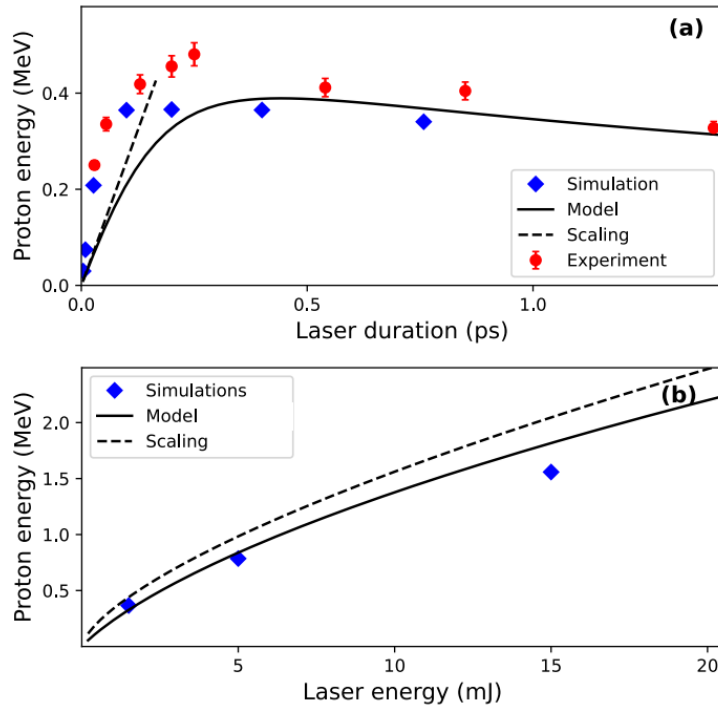 (a)
Proton energy (MeV)
0.4
0.2
0.0
Simulation
Model
Scaling
Experiment
0.0
0.5
1.0
Laser duration (ps)
Simulations
Model
Scaling
(b)
Proton energy (MeV)
2.0
1.5
1.0
0.5
5
10
15
20
Laser energy (mJ)